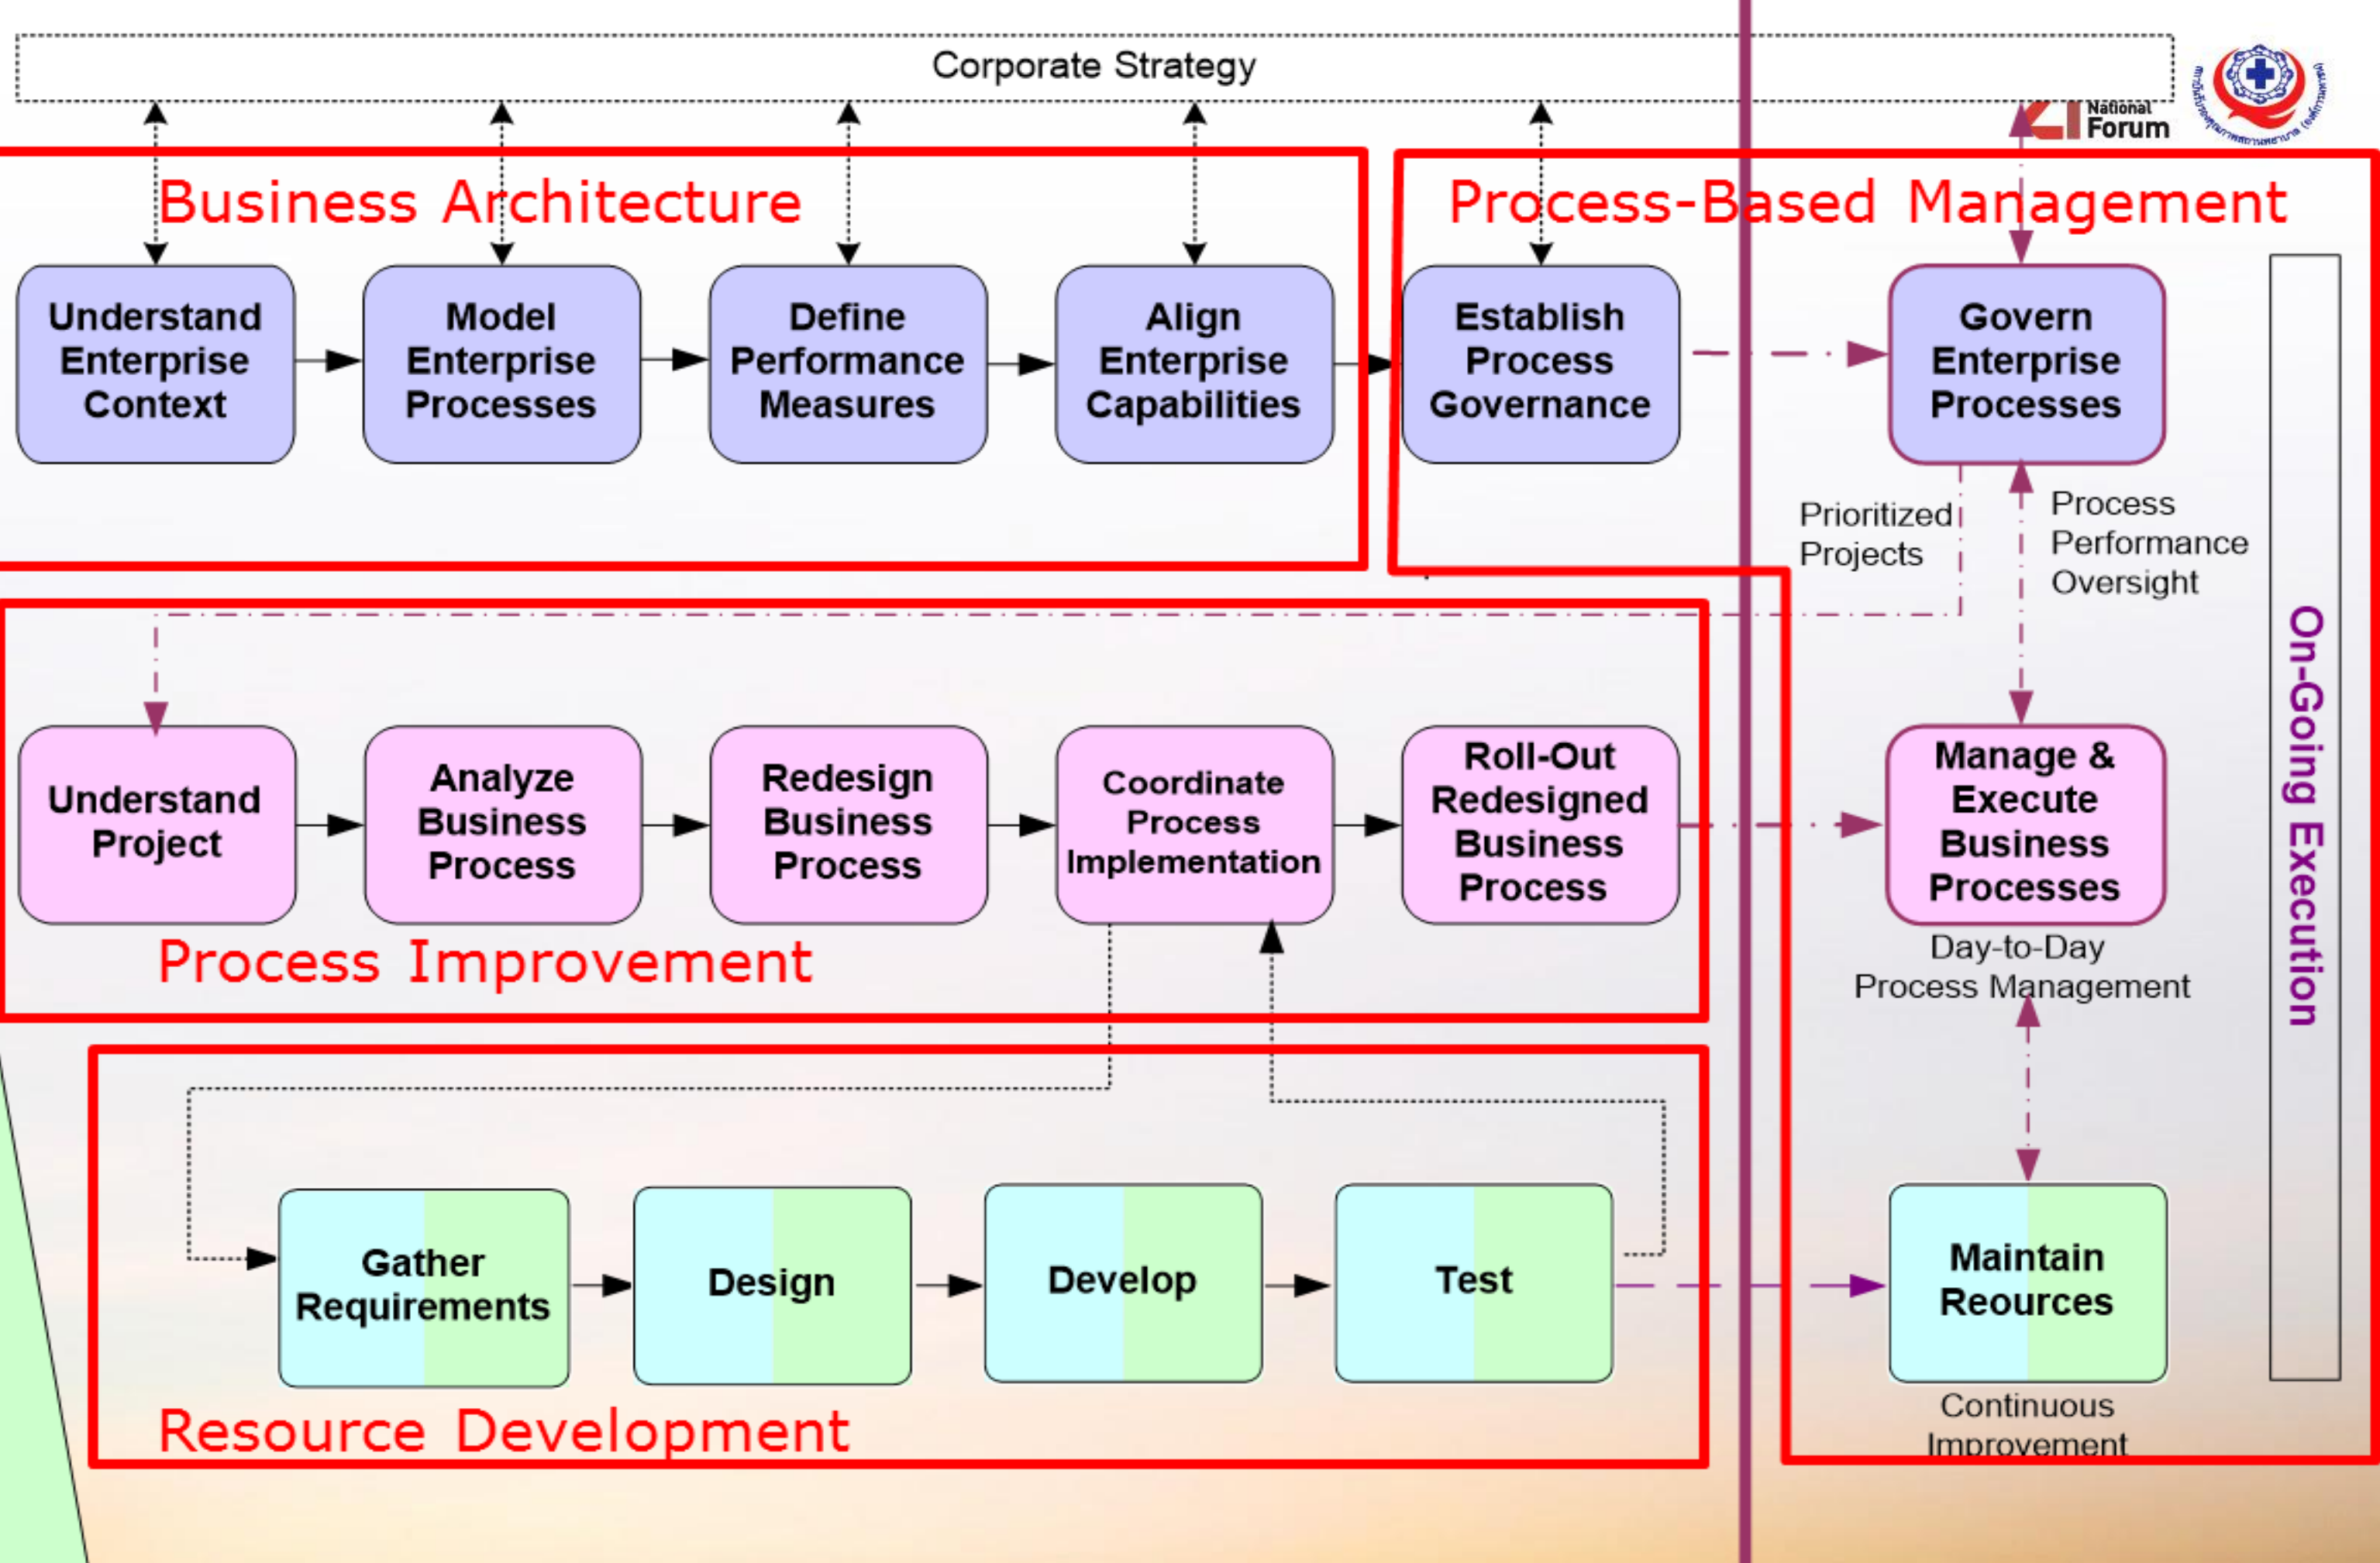 Corporate Strategy
National
Forum
Business Architecture
Process-Based Management
Understand
Enterprise
Context
Model
Enterprise
Processes
Define
Performance
Measures
Align
Enterprise
Capabilities
Establish
Process
Governance
Govern
Enterprise
Processes
Prioritized
Projects
Process
Performance
Oversight
On-Going Execution
Understand
Project
Analyze
Business
Process
Redesign
Business
Process
Coordinate
Process
Implementation
Roll-Out
Redesigned
Business
Process
Manage &
Execute
Business
Processes
Day-to-Day
Process Management
Process Improvement
Gather
Requirements
Design
Develop
Test
Maintain
Reources
Continuous
Improvement
Resource Development